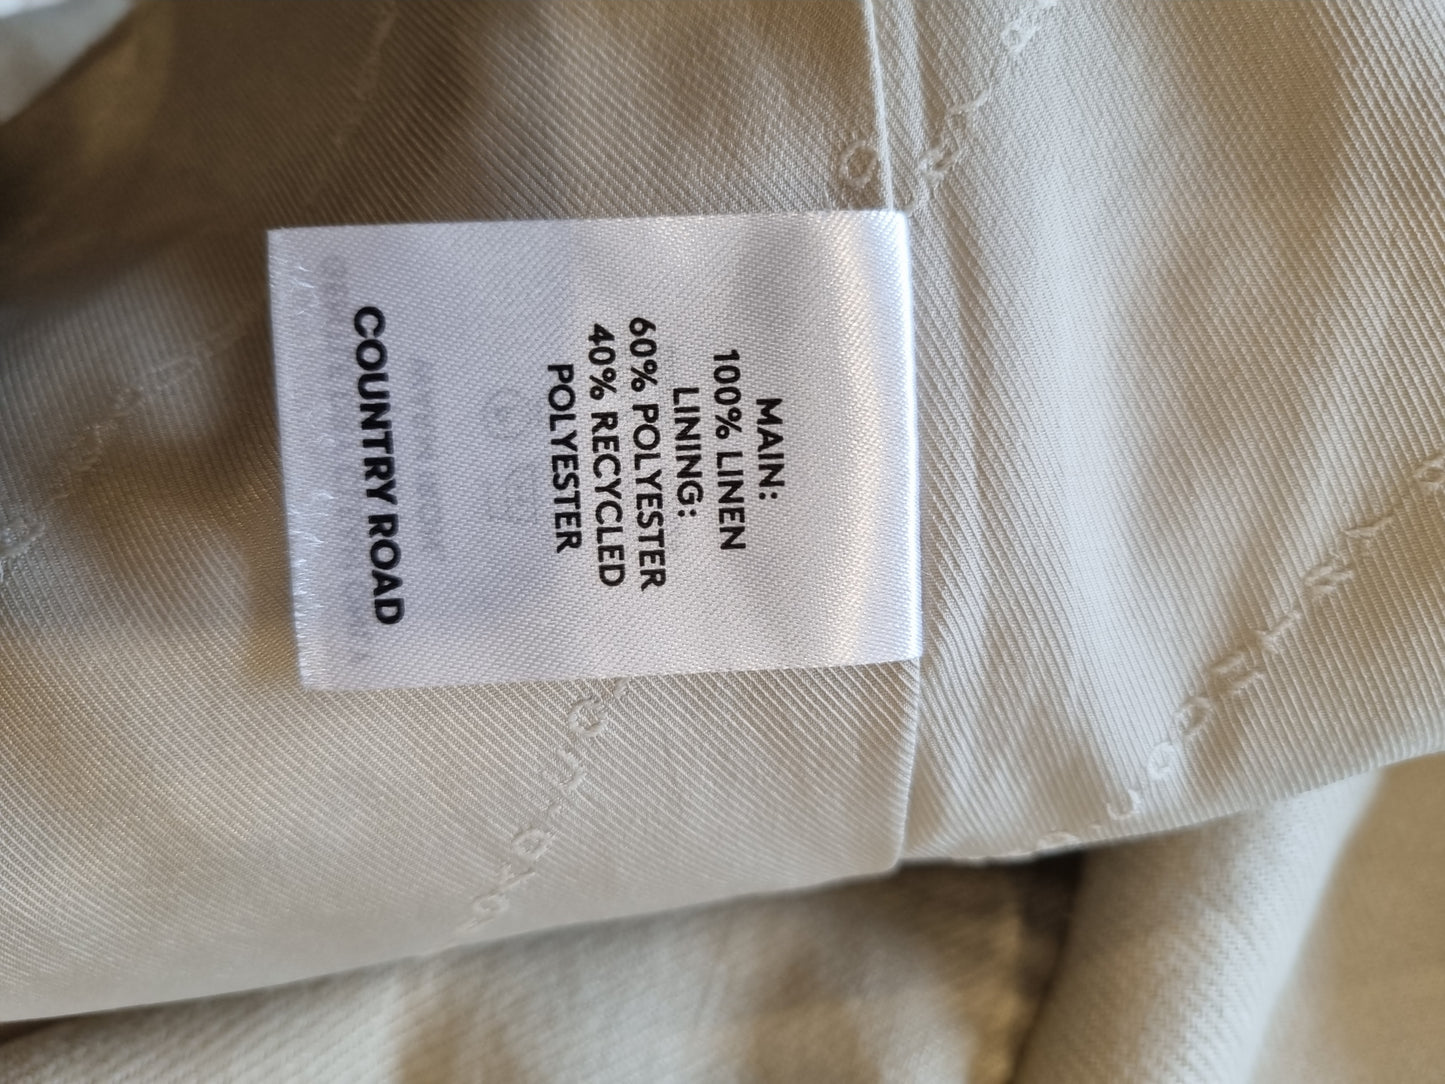 MAIN:
100% LINEN
LINING:
60% POLYESTER
40% RECYCLED
POLYESTER
COUNTRY ROAD